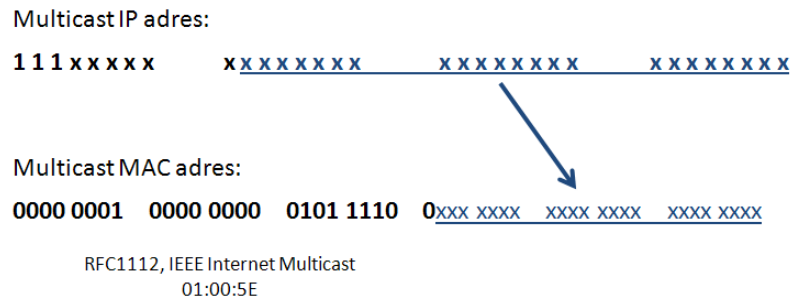 Multicast IP adres:
1 1 1 x x x x x x x x x x x x x x x x x x x x x x x x x x x x x
Multicast MAC adres:
0000 0001 0000 0000 0101 1110 0xxx xxxx xxxx xxxx xxxx xxxx
RFC1112, IEEE Internet Multicast
01:00:5E